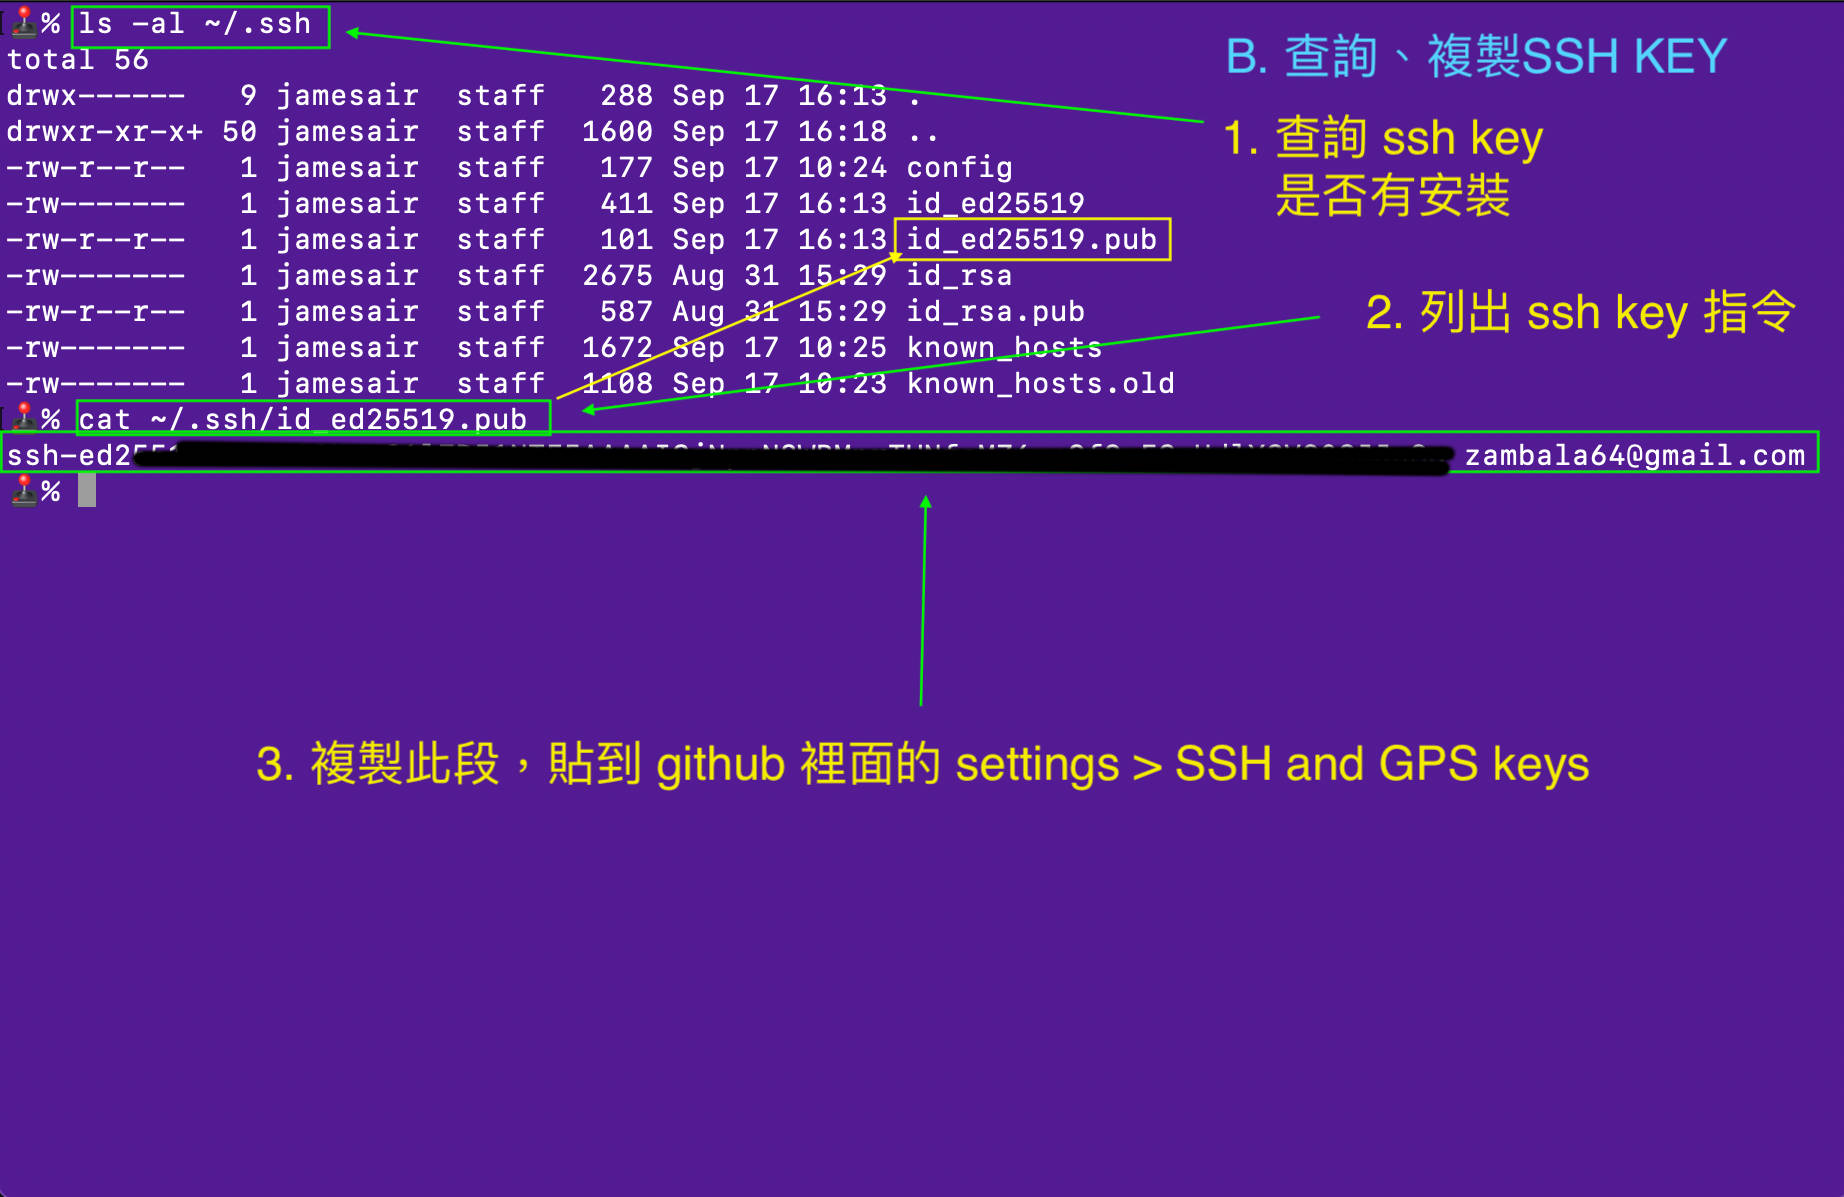 % ls -al ~/.ssh
B. 查詢、複製SSH KEY
total 56
drwx------   9 jamesair  staff   288 Sep 17 16:13 .
1. 查詢 ssh key
是否有安裝
drwxr-xr-x+ 50 jamesair  staff  1600 Sep 17 16:18 ..
-rw-r--r--   1 jamesair  staff   177 Sep 17 10:24 config
-rw-------   1 jamesair  staff   411 Sep 17 16:13 id_ed25519
-rw-r--r--   1 jamesair  staff   101 Sep 17 16:13 id_ed25519.pub
-rw-------   1 jamesair  staff  2675 Aug 31 15:29 id_rsa
-rw-r--r--   1 jamesair  staff   587 Aug 31 15:29 id_rsa.pub
2. 列出 ssh key 指令
-rw-------   1 jamesair  staff  1672 Sep 17 10:25 known_hosts
-rw-------   1 jamesair  staff  1108 Sep 17 10:23 known_hosts.old
% cat ~/.ssh/id_ed25519.pub
zambala64@gmail.com
%
3. 複製此段，貼到 github 裡面的 settings > SSH and GPS keys